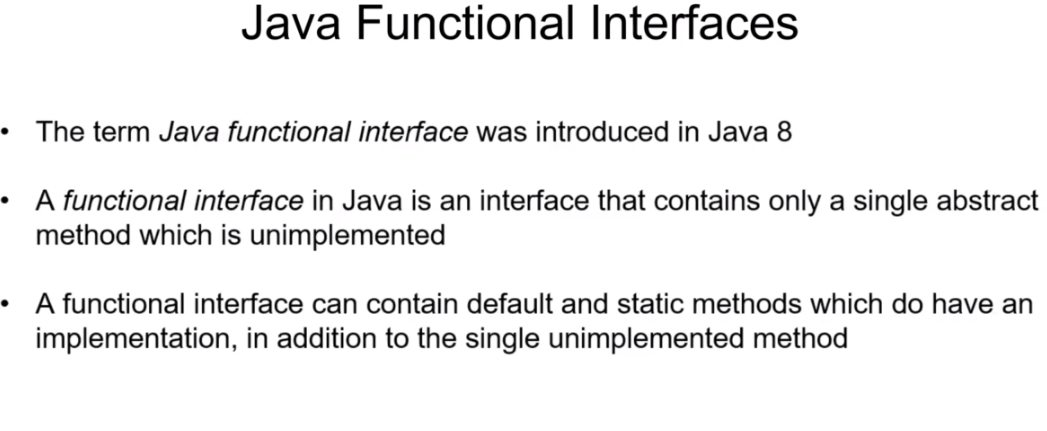 Java Functional Interfaces
• The term Java functional interface was introduced in Java 8
• A functional interface in Java is an interface that contains only a single abstract
method which is unimplemented
• A functional interface can contain default and static methods which do have an
implementation, in addition to the single unimplemented method